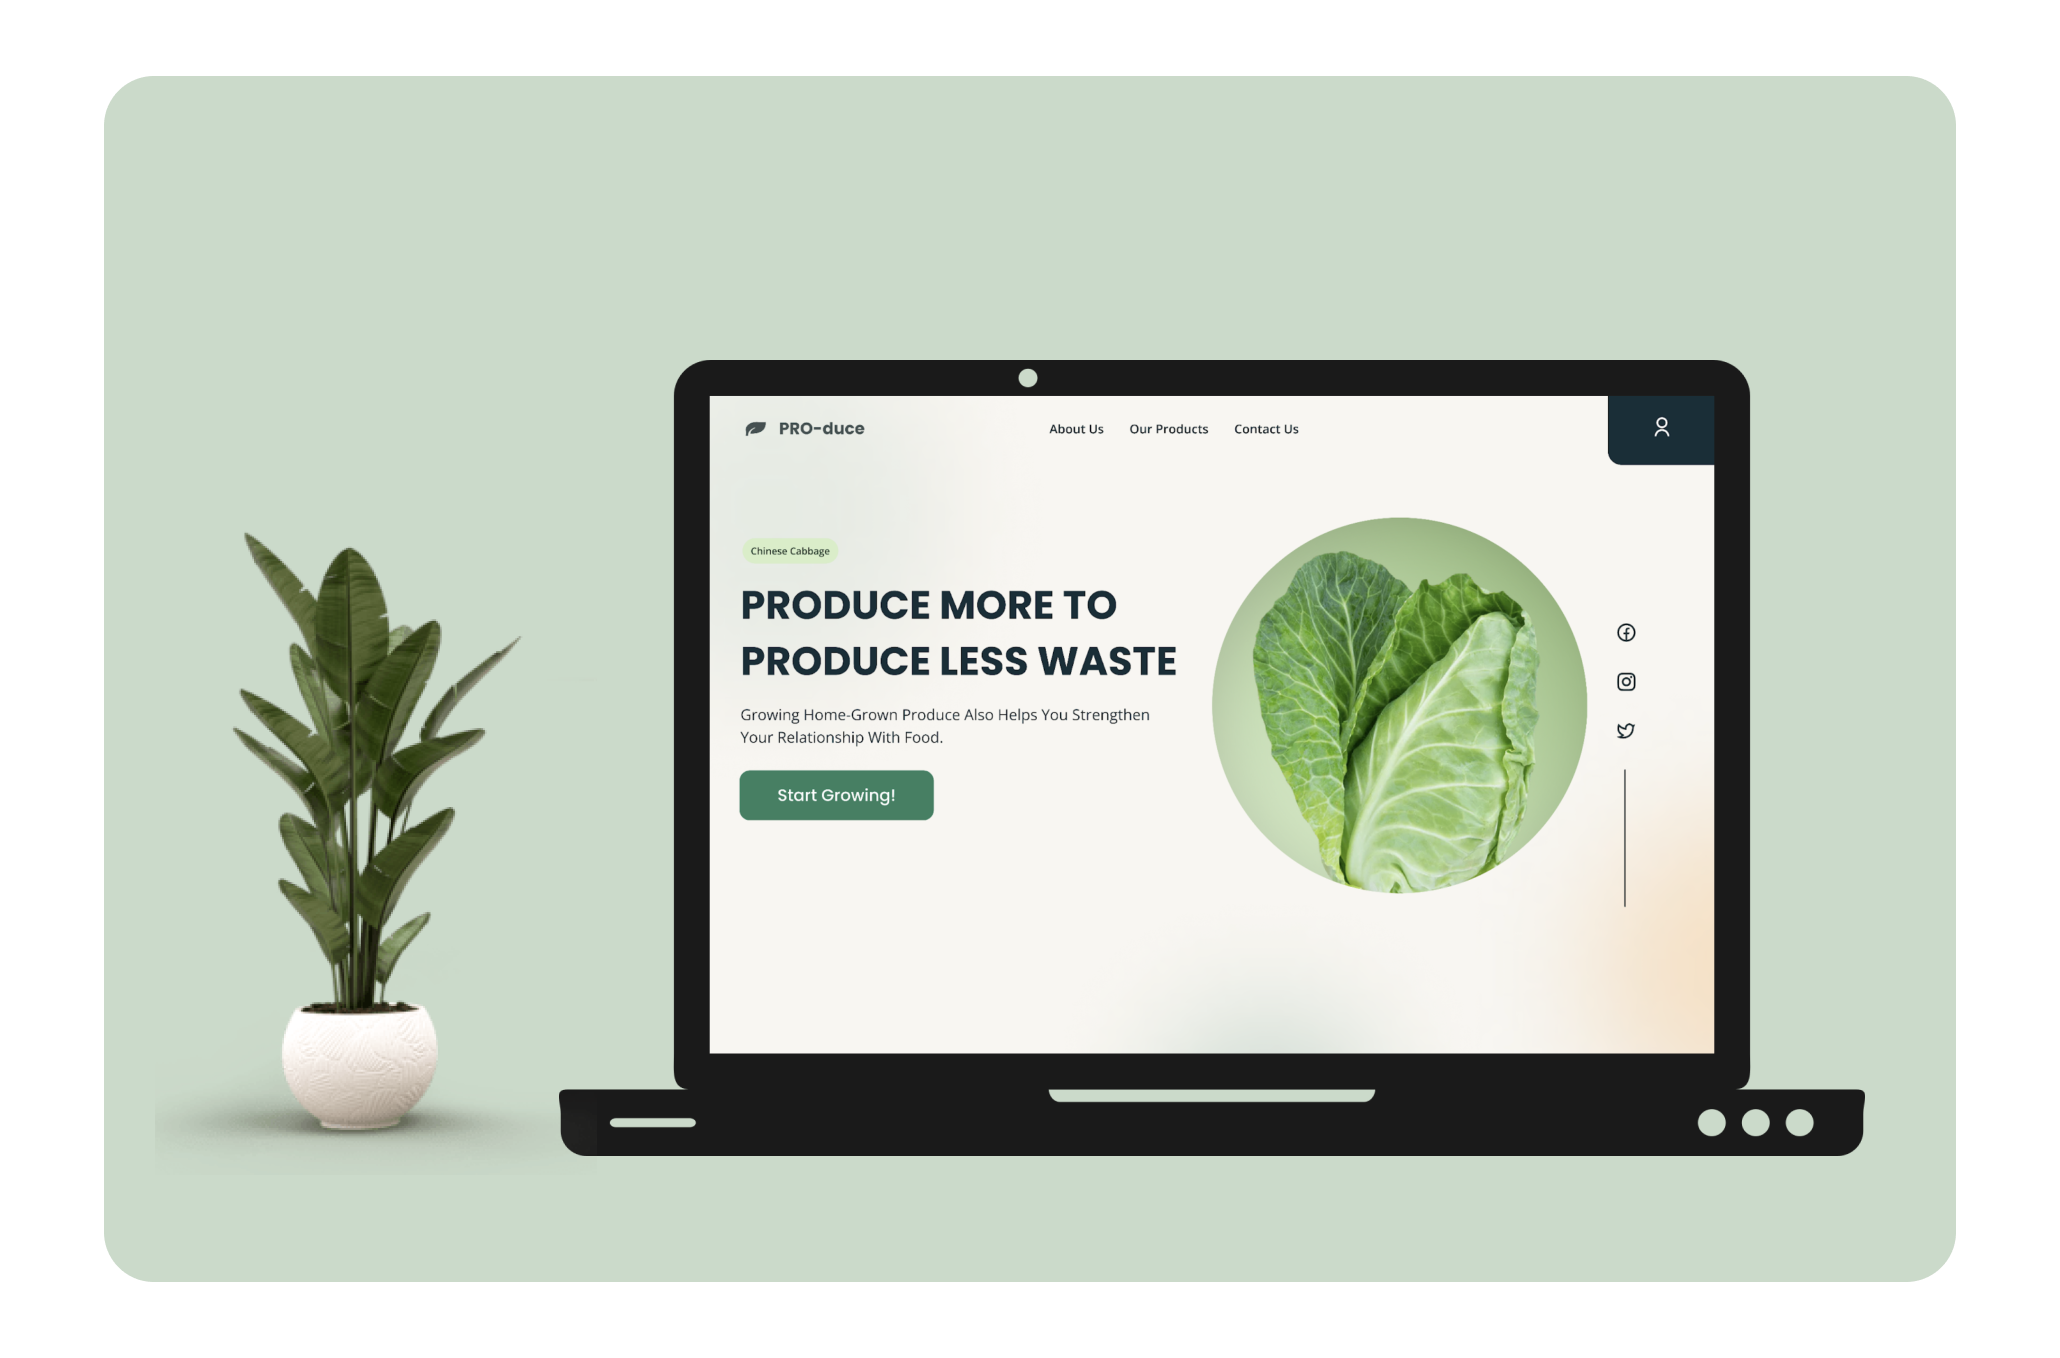 PRO-duce
About Us
Our Products
Contact Us
Chinese Cabbage
PRODUCE MORE TO
PRODUCE LESS WASTE
Growing Home-Grown Produce Also Helps You Strengthen
Your Relationship With Food.
Start Growing!